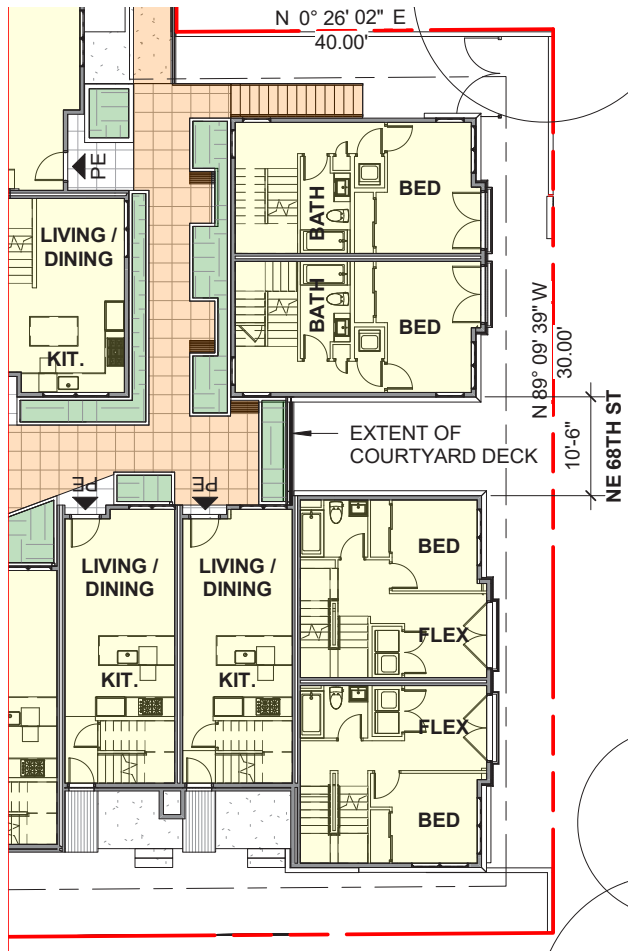 N 0° 26' 02" E
40.00'
PE
BATH
BED
LIVING /
DINING
KIT.
BATH
BED
N 89° 09' 39" W
30.00'
EXTENT OF
COURTYARD DECK
10'-6"
NE 68TH ST
PE
PE
LIVING /
DINING
KIT.
LIVING /
DINING
KIT.
BED
FLEX
FLEX
BED